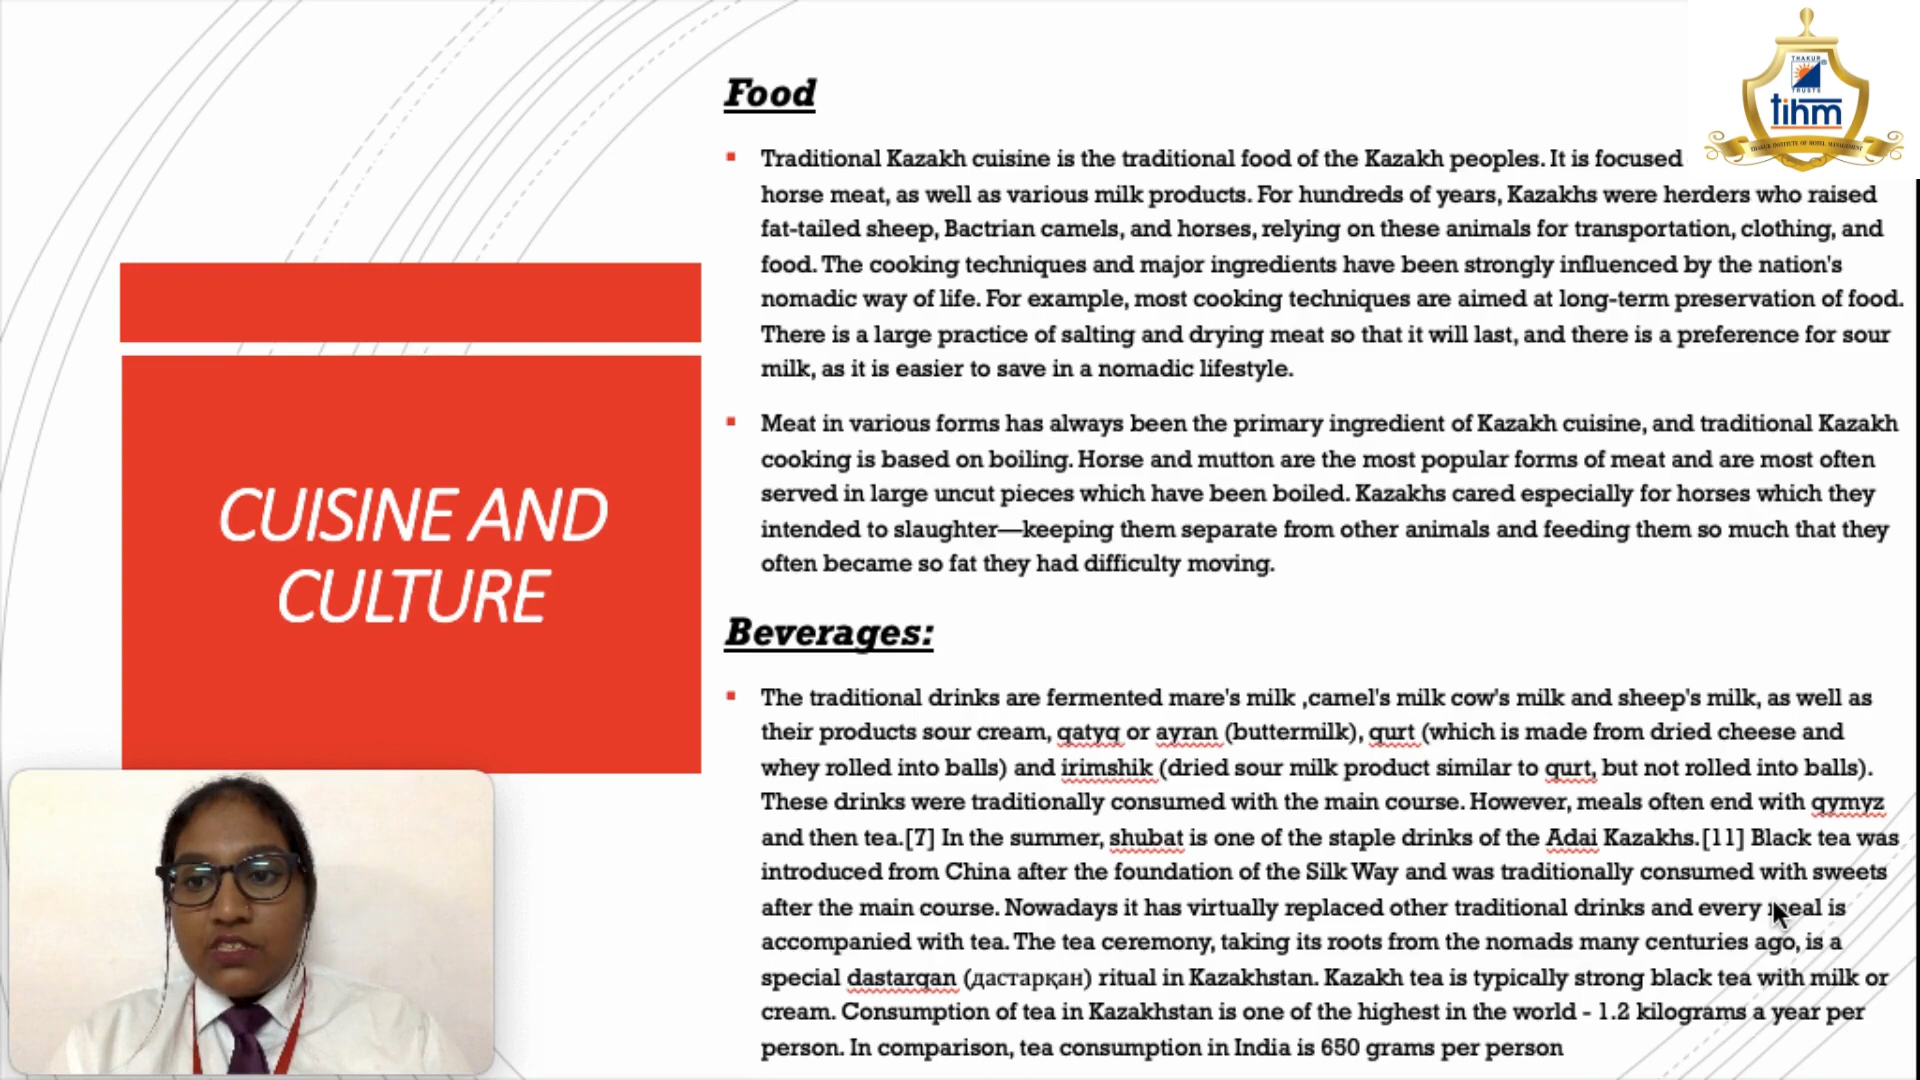 THAKUR
TRUSTS
tihm
THAKUR INSTITUTE OF HOTEL MANAGEMENT
Food
Traditional Kazakh cuisine is the traditional food of the Kazakh peoples. It is focused
horse meat, as well as various milk products. For hundreds of years, Kazakhs were herders who raised
fat-tailed sheep, Bactrian camels, and horses, relying on these animals for transportation, clothing, and
food. The cooking techniques and major ingredients have been strongly influenced by the nation's
nomadic way of life. For example, most cooking techniques are aimed at long-term preservation of food.
There is a large practice of salting and drying meat so that it will last, and there is a preference for sour
milk, as it is easier to save in a nomadic lifestyle.
Meat in various forms has always been the primary ingredient of Kazakh cuisine, and traditional Kazakh
cooking is based on boiling. Horse and mutton are the most popular forms of meat and are most often
served in large uncut pieces which have been boiled. Kazakhs cared especially for horses which they
intended to slaughter—keeping them separate from other animals and feeding them so much that they
often became so fat they had difficulty moving.
CUISINE AND
CULTURE
Beverages:
The traditional drinks are fermented mare's milk ,camel's milk cow's milk and sheep's milk, as well as
their products sour cream, qatyq or ayran (buttermilk), qurt (which is made from dried cheese and
whey rolled into balls) and irimshik (dried sour milk product similar to qurt, but not rolled into balls).
These drinks were traditionally consumed with the main course. However, meals often end with qymyz
and then tea.[7] In the summer, shubat is one of the staple drinks of the Adai Kazakhs.[11] Black tea was
introduced from China after the foundation of the Silk Way and was traditionally consumed with sweets
after the main course. Nowadays it has virtually replaced other traditional drinks and every meal is
accompanied with tea. The tea ceremony, taking its roots from the nomads many centuries ago, is a
special dastarqan (дастарқан) ritual in Kazakhstan. Kazakh tea is typically strong black tea with milk or
cream. Consumption of tea in Kazakhstan is one of the highest in the world - 1.2 kilograms a year per
person. In comparison, tea consumption in India is 650 grams per person